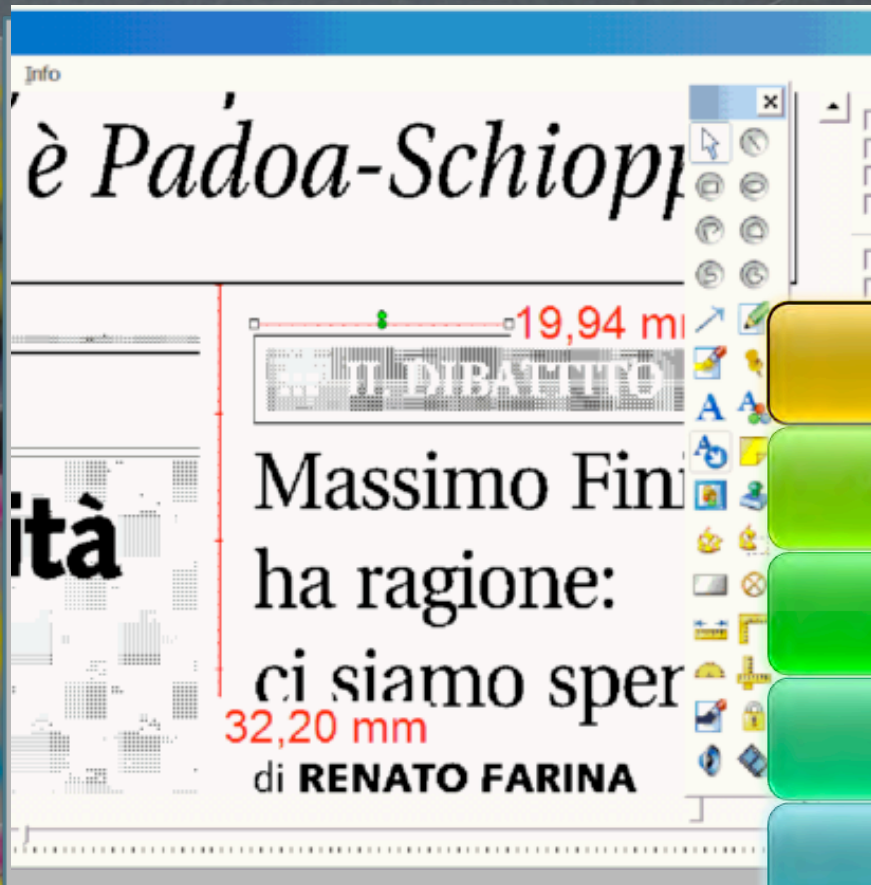 Info
è Padoa-Schiopp
19,94 m
IL DIBATTITO
Massimo Fini
ha ragione:
ità
ci siamo sper
32,20 mm
di RENATO FARINA